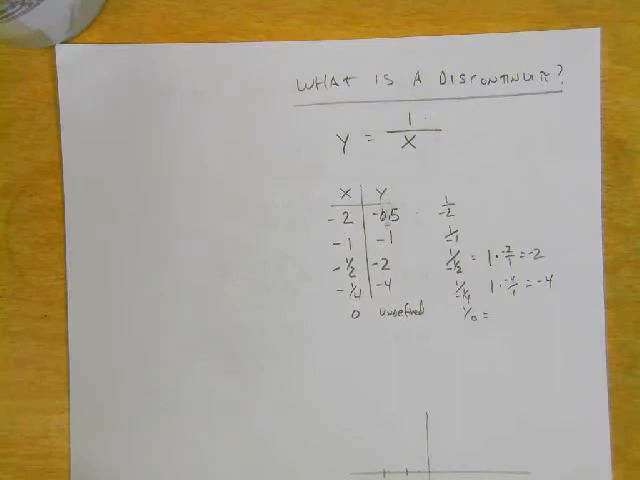 WHAT IS A DISCONTINUITY?
y = 1/x
x y
-2 -0.5 1/-2
-1 -1 1/-1
-1/2 -2 1/-1/2 = 1·-2/1 = -2
-1/4 -4 1/-1/4 1·-4/1 = -4
0 undefined 1/0 =